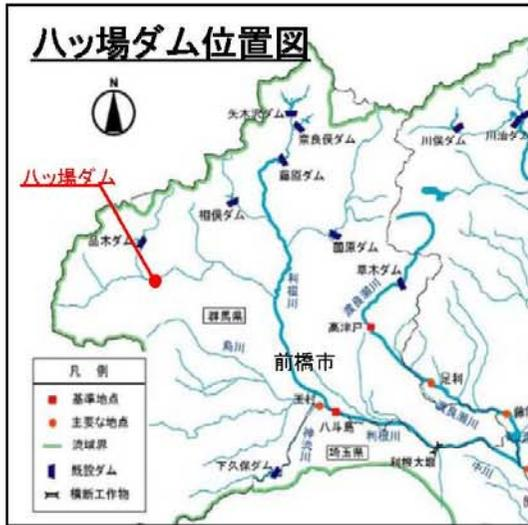 八ッ場ダム位置図
N
矢木沢ダム
奈良俣ダム
川俣ダム
川治ダム
藤原ダム
八ッ場ダム
相俣ダム
品木ダム
薗原ダム
草木ダム
利根川
渡良瀬川
群馬県
高津戸
烏川
前橋市
凡 例
基準地点
主要な地点
流域界
既設ダム
横断工作物
足利
渡良瀬川
玉村
八斗島
利根川
神流川
埼玉県
利根大堰
中川
下久保ダム